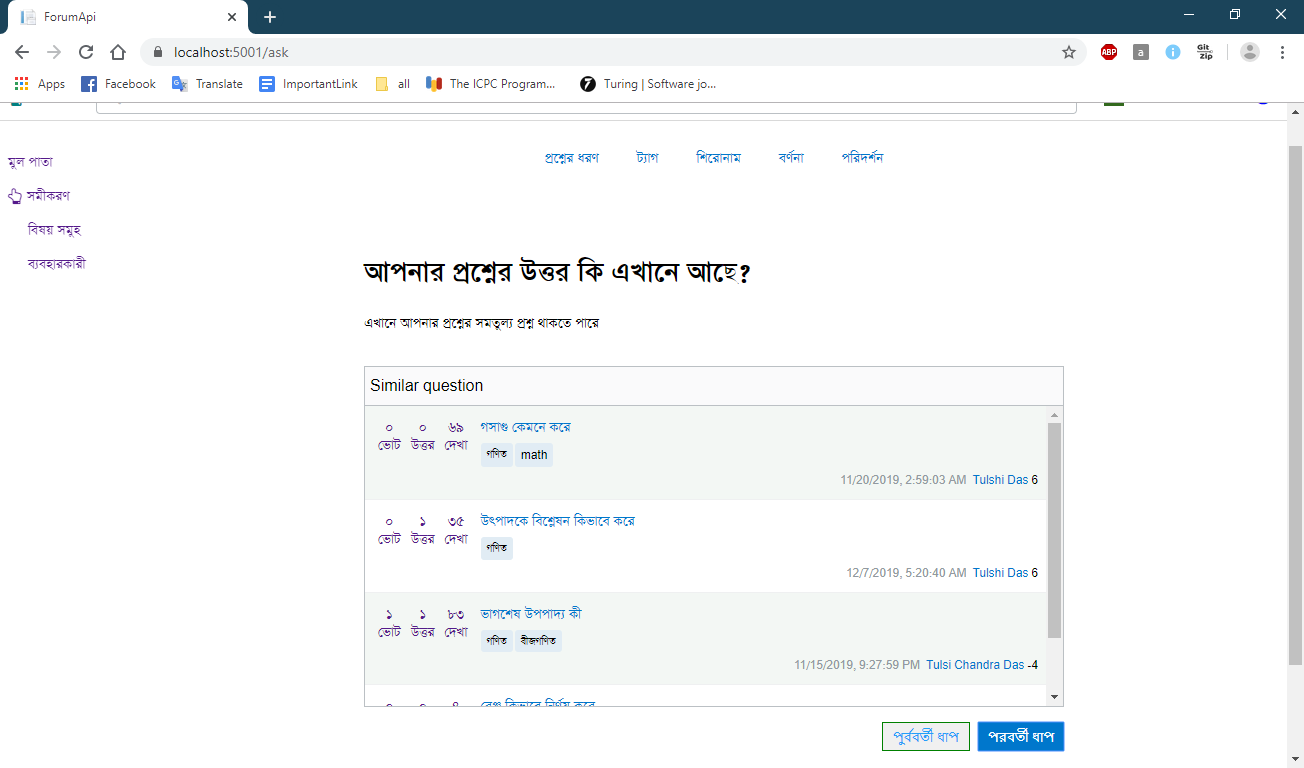 ForumApi
localhost:5001/ask
ABP
a
Git Zip
Apps
Facebook
Translate
ImportantLink
all
The ICPC Program...
Turing | Software jo...
মুল পাতা
সমীকরণ
বিষয় সমুহ
ব্যবহারকারী
প্রশ্নের ধরণ ট্যাগ শিরোনাম বর্ণনা পরিদর্শন
আপনার প্রশ্নের উত্তর কি এখানে আছে?
এখানে আপনার প্রশ্নের সমতুল্য প্রশ্ন থাকতে পারে
Similar question
০ ০ ৬৯
ভোট উত্তর দেখা
গসাগু কেমনে করে
গণিত math
11/20/2019, 2:59:03 AM Tulshi Das 6
০ ১ ৩৫
ভোট উত্তর দেখা
উৎপাদকে বিশ্লেষন কিভাবে করে
গণিত
12/7/2019, 5:20:40 AM Tulshi Das 6
১ ১ ৮৩
ভোট উত্তর দেখা
ভাগশেষ উপপাদ্য কী
গণিত বীজগণিত
11/15/2019, 9:27:59 PM Tulsi Chandra Das -4
কিভাবে নির্ণয় করে
পুর্ববর্তী ধাপ পরবর্তী ধাপ